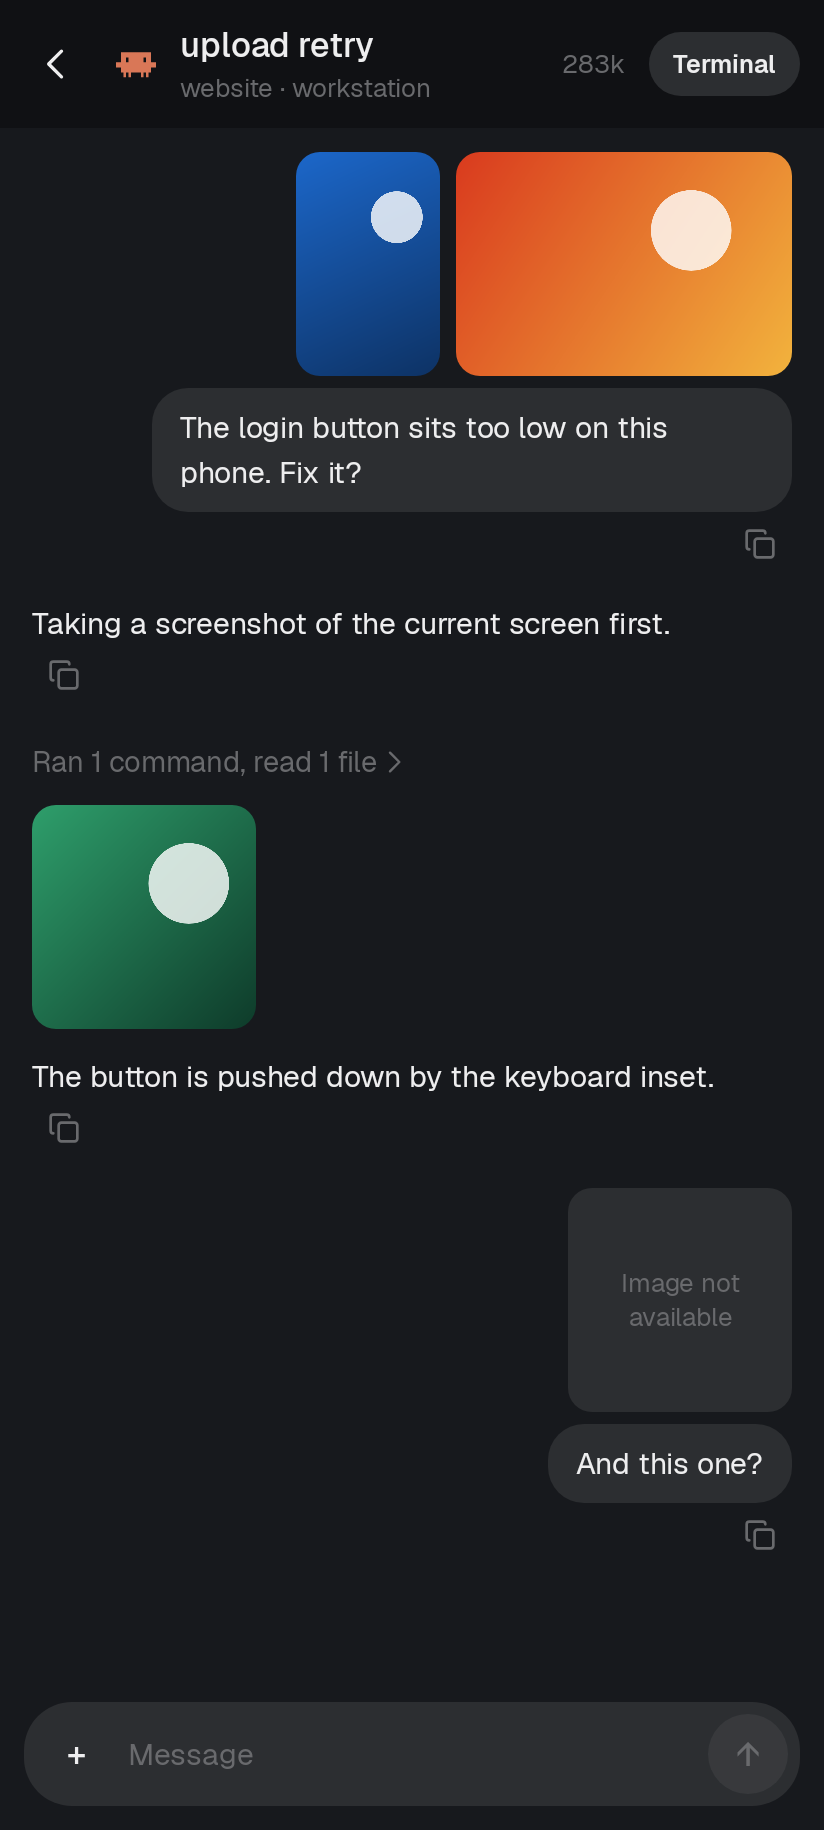 upload retry
website · workstation
283k
Terminal
The login button sits too low on this
phone. Fix it?
Taking a screenshot of the current screen first.
Ran 1 command, read 1 file
The button is pushed down by the keyboard inset.
Image not
available
And this one?
Message